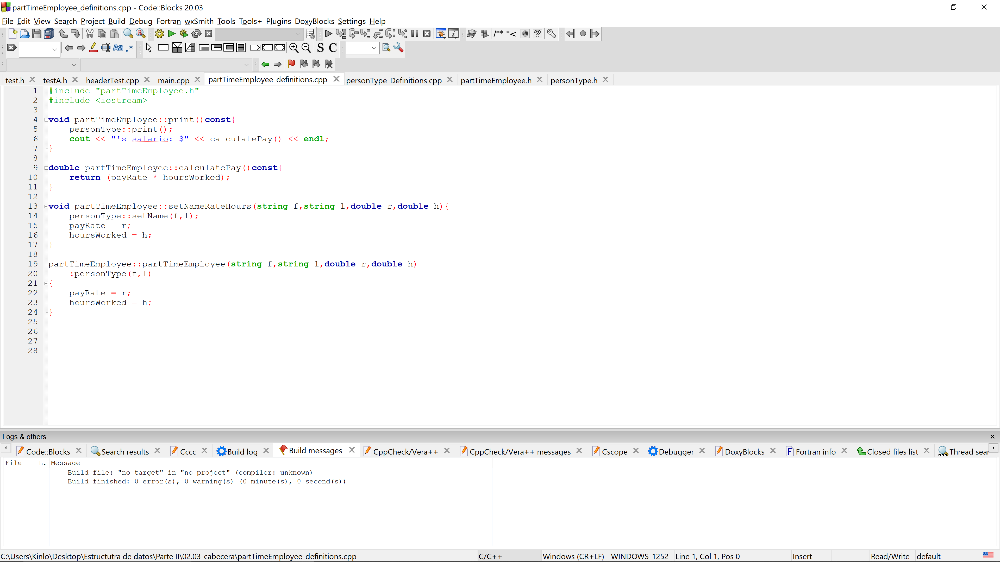 partTimeEmployee_definitions.cpp - Code::Blocks 20.03
File Edit View Search Project Build Debug Fortran wxSmith Tools Tools+ Plugins DoxyBlocks Settings Help
/** *<
Aa .* S C
test.h testA.h headerTest.cpp main.cpp partTimeEmployee_definitions.cpp personType_Definitions.cpp partTimeEmployee.h personType.h
1 #include "partTimeEmployee.h"
2 #include <iostream>
3
4 void partTimeEmployee::print()const{
5 personType::print();
6 cout << "'s salario: $" << calculatePay() << endl;
7 }
8
9 double partTimeEmployee::calculatePay()const{
10 return (payRate * hoursWorked);
11 }
12
13 void partTimeEmployee::setNameRateHours(string f,string l,double r,double h){
14 personType::setName(f,l);
15 payRate = r;
16 hoursWorked = h;
17 }
18
19 partTimeEmployee::partTimeEmployee(string f,string l,double r,double h)
20 :personType(f,l)
21 {
22 payRate = r;
23 hoursWorked = h;
24 }
25
26
27
28
Logs & others
Code::Blocks Search results Cccc Build log Build messages CppCheck/Vera++ CppCheck/Vera++ messages Cscope Debugger DoxyBlocks Fortran info Closed files list Thread sear
File L. Message
=== Build file: "no target" in "no project" (compiler: unknown) ===
=== Build finished: 0 error(s), 0 warning(s) (0 minute(s), 0 second(s)) ===
C:\Users\Kinlo\Desktop\Estructutra de datos\Parte II\02.03_cabecera\partTimeEmployee_definitions.cpp C/C++ Windows (CR+LF) WINDOWS-1252 Line 1, Col 1, Pos 0 Insert Read/Write default